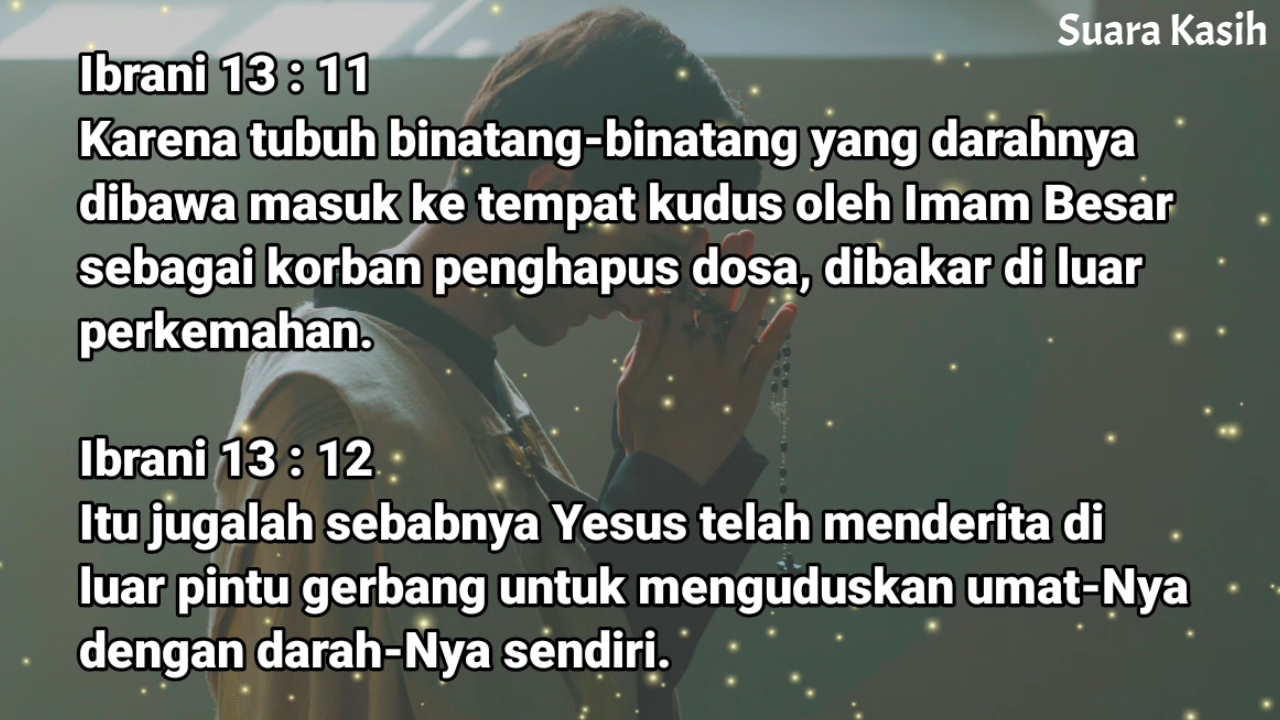 Suara Kasih
Ibrani 13 : 11
Karena tubuh binatang-binatang yang darahnya
dibawa masuk ke tempat kudus oleh Imam Besar
sebagai korban penghapus dosa, dibakar di luar
perkemahan.
Ibrani 13 : 12
Itu jugalah sebabnya Yesus telah menderita di
luar pintu gerbang untuk menguduskan umat-Nya
dengan darah-Nya sendiri.